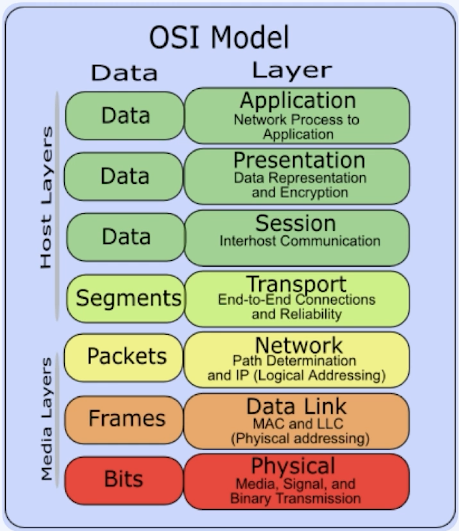 OSI Model
Data Layer
Host Layers
Data
Application
Network Process to
Application
Data
Presentation
Data Representation
and Encryption
Data
Session
Interhost Communication
Segments
Transport
End-to-End Connections
and Reliability
Media Layers
Packets
Network
Path Determination
and IP (Logical Addressing)
Frames
Data Link
MAC and LLC
(Phyiscal addressing)
Bits
Physical
Media, Signal, and
Binary Transmission